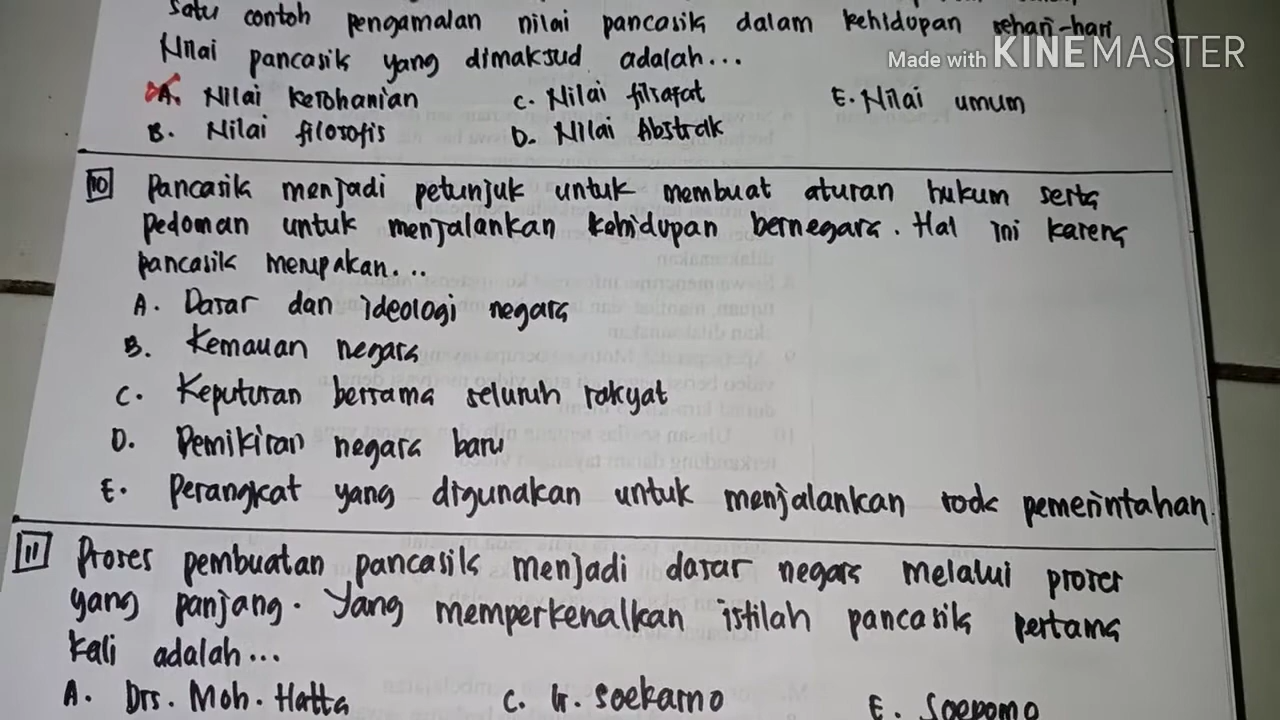 satu contoh pengamalan nilai pancasila dalam kehidupan sehari-hari
Nilai pancasila yang dimaksud adalah...
Made with KINEMASTER
A. Nilai kerohanian C. Nilai filsafat E. Nilai umum
B. Nilai filosofis D. Nilai Abstrak
10 Pancasila menjadi petunjuk untuk membuat aturan hukum serta
pedoman untuk menjalankan kehidupan bernegara. Hal ini karena
pancasila merupakan...
A. Dasar dan ideologi negara
B. Kemauan negara
C. Keputusan bersama seluruh rakyat
D. Pemikiran negara baru
E. Perangkat yang digunakan untuk menjalankan roda pemerintahan.
11 Proses pembuatan pancasila menjadi dasar negara melalui proses
yang panjang. Yang memperkenalkan istilah pancasila pertama
kali adalah...
A. Drs. Moh. Hatta C. Ir. Soekarno E. Soepomo